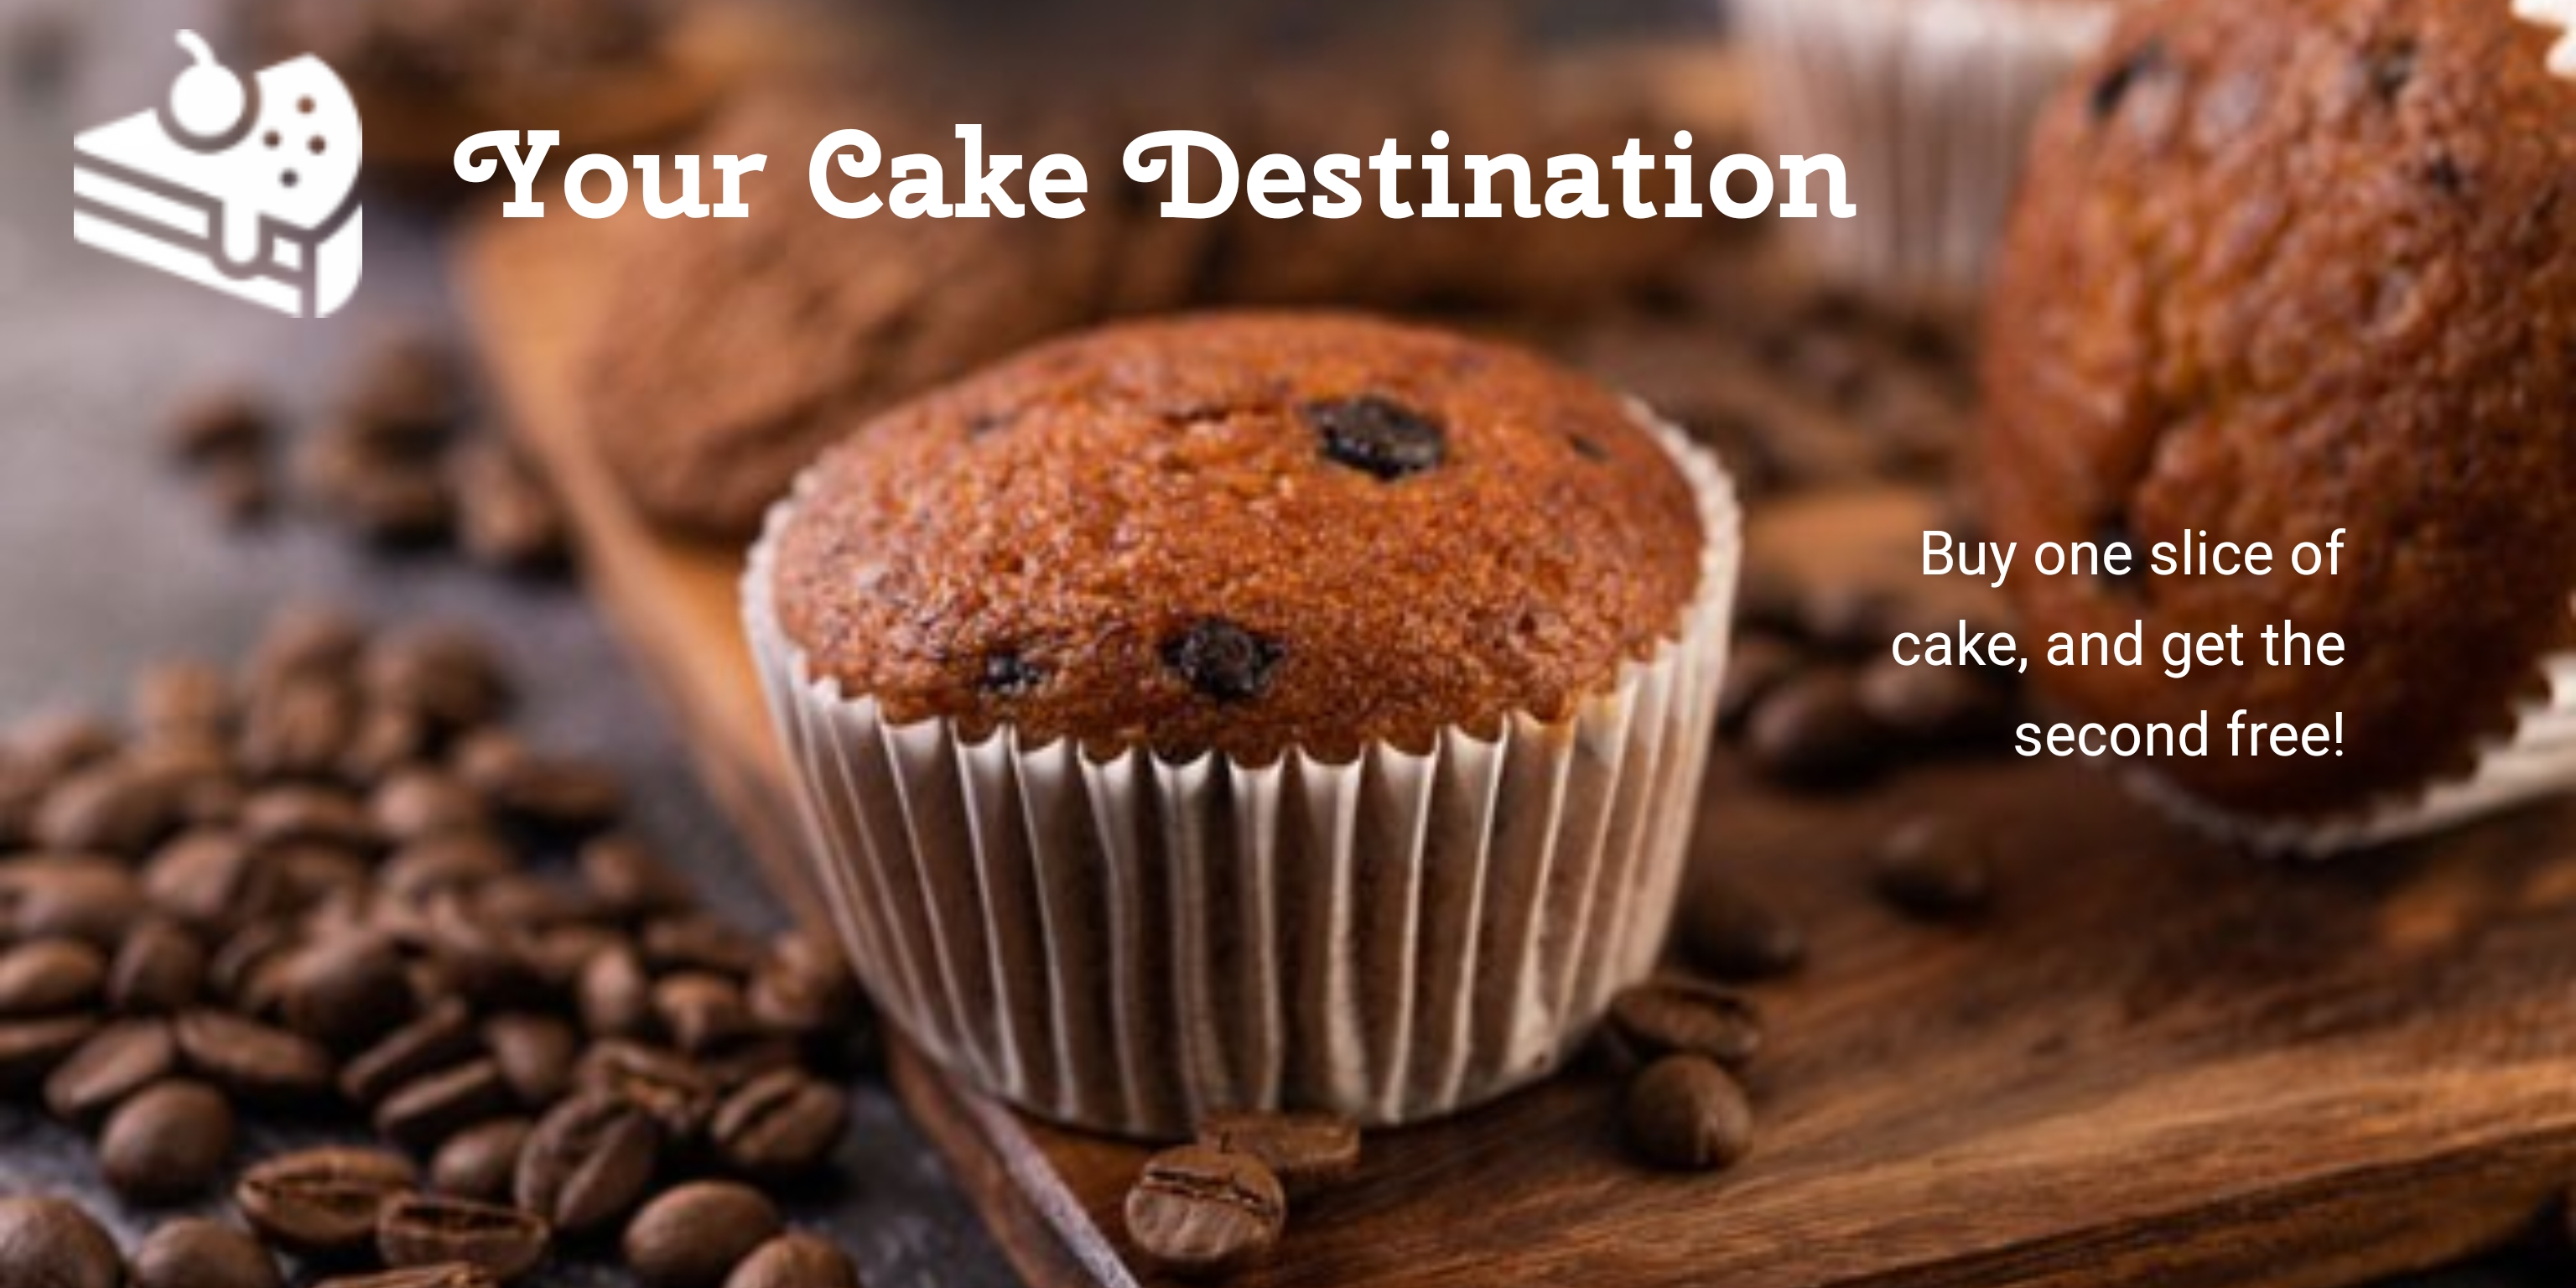 Your Cake Destination
Buy one slice of
cake, and get the
second free!